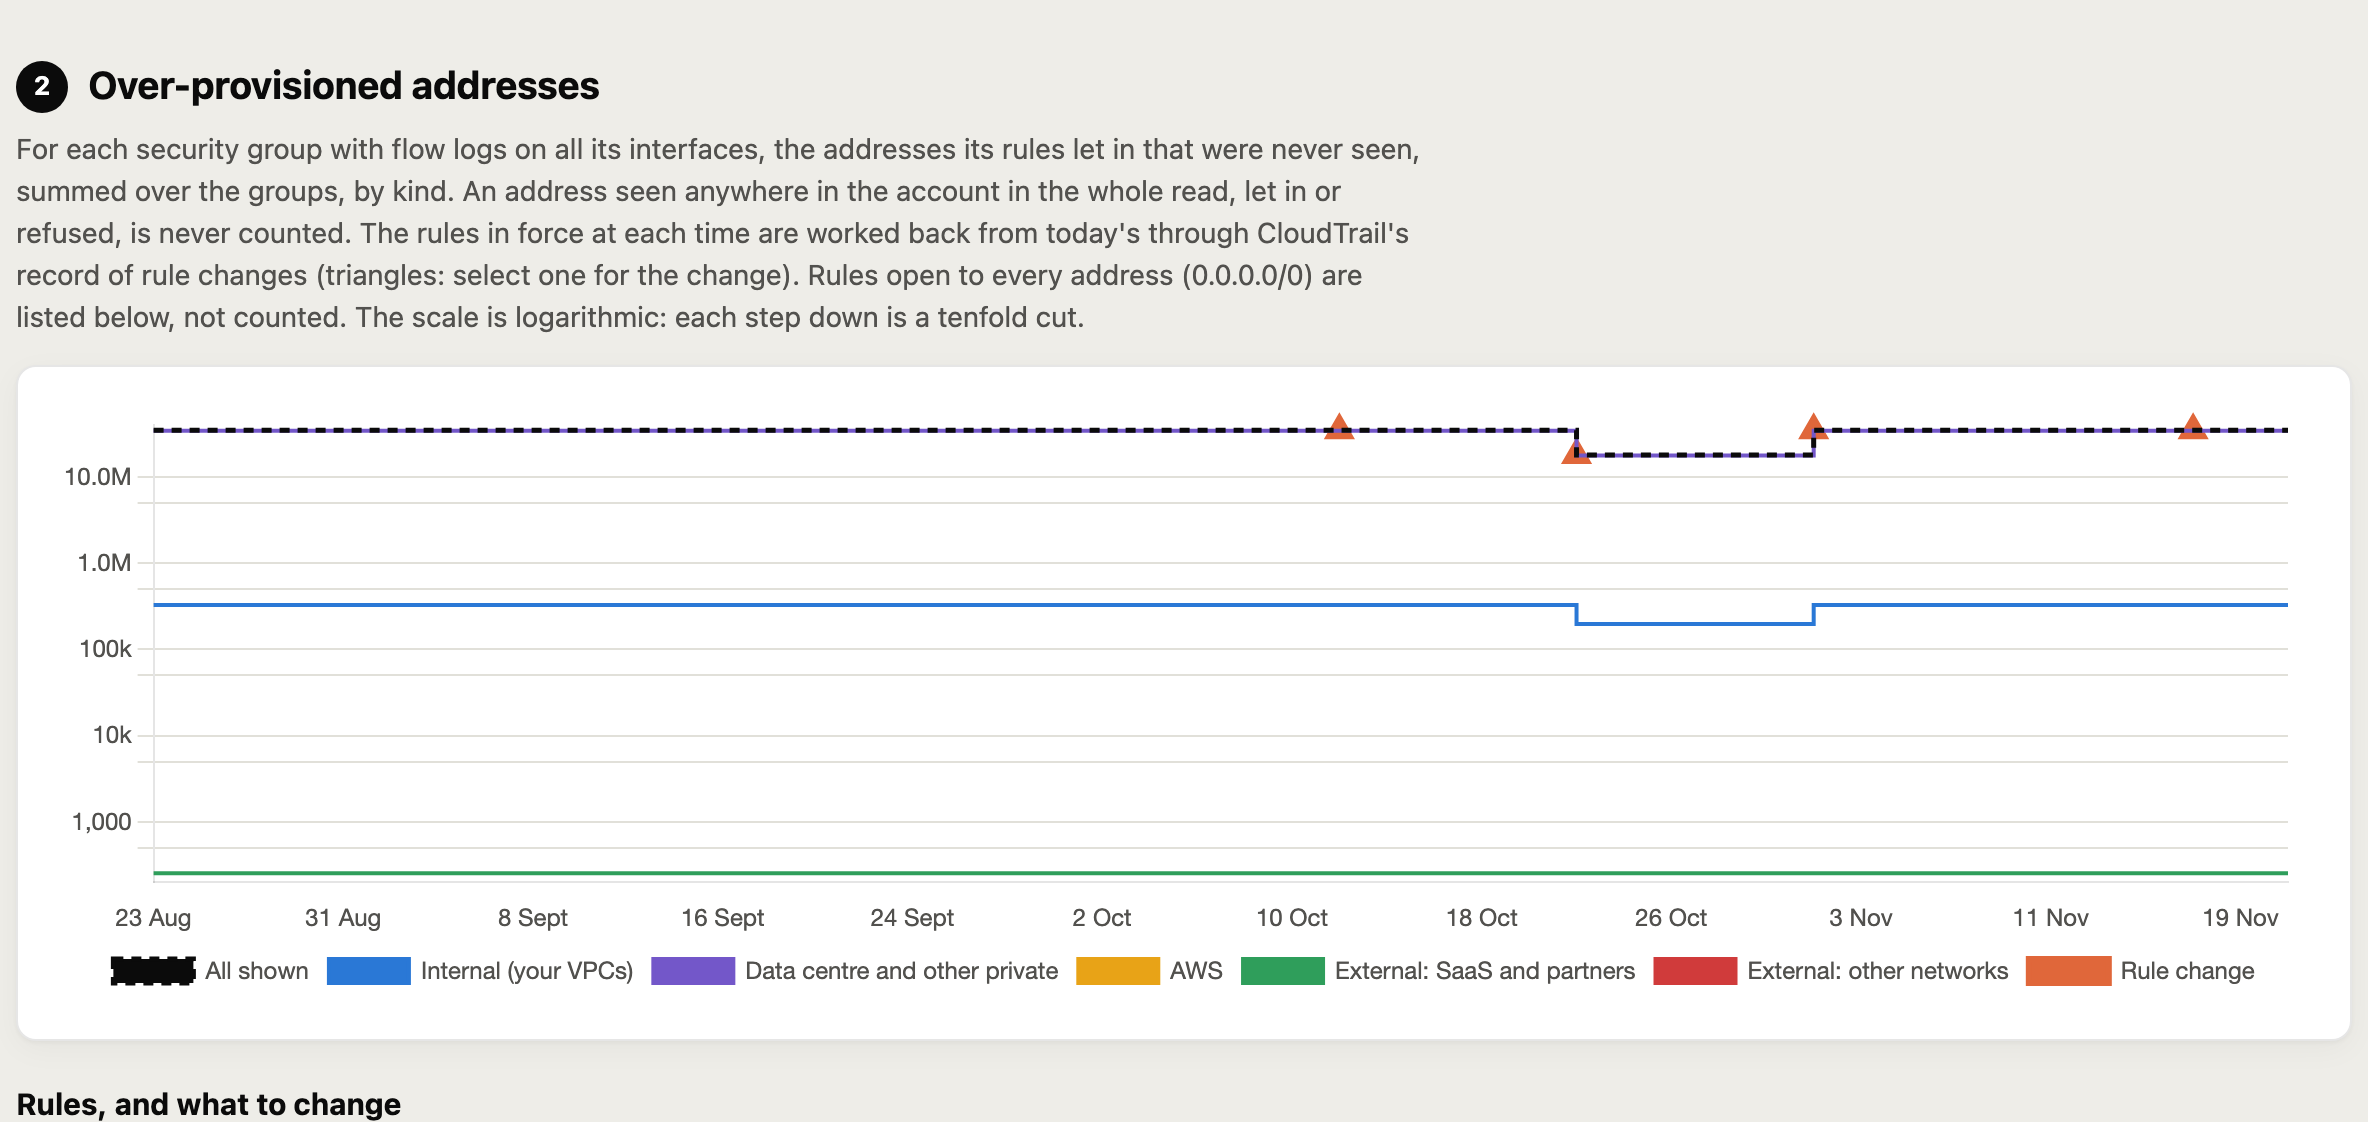 2 Over-provisioned addresses
For each security group with flow logs on all its interfaces, the addresses its rules let in that were never seen,
summed over the groups, by kind. An address seen anywhere in the account in the whole read, let in or
refused, is never counted. The rules in force at each time are worked back from today's through CloudTrail's
record of rule changes (triangles: select one for the change). Rules open to every address (0.0.0.0/0) are
listed below, not counted. The scale is logarithmic: each step down is a tenfold cut.
10.0M
1.0M
100k
10k
1,000
23 Aug 31 Aug 8 Sept 16 Sept 24 Sept 2 Oct 10 Oct 18 Oct 26 Oct 3 Nov 11 Nov 19 Nov
All shown Internal (your VPCs) Data centre and other private AWS External: SaaS and partners External: other networks Rule change
Rules, and what to change